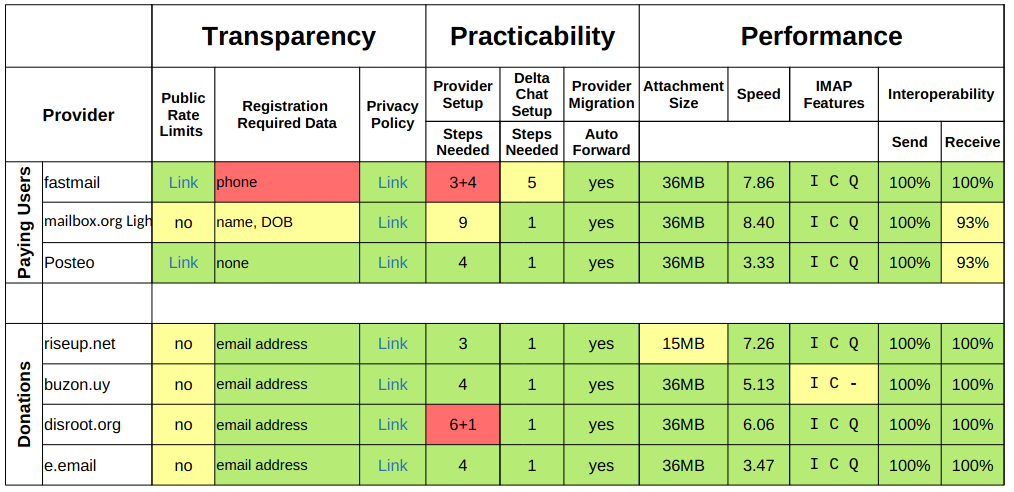 Transparency Practicability Performance
Provider Public Rate Limits Registration Required Data Privacy Policy Provider Setup Delta Chat Setup Provider Migration Attachment Size Speed IMAP Features Interoperability
Steps Needed Steps Needed Auto Forward Send Receive
Paying Users
fastmail Link phone Link 3+4 5 yes 36MB 7.86 I C Q 100% 100%
mailbox.org Ligh no name, DOB Link 9 1 yes 36MB 8.40 I C Q 100% 93%
Posteo Link none Link 4 1 yes 36MB 3.33 I C Q 100% 93%
Donations
riseup.net no email address Link 3 1 yes 15MB 7.26 I C Q 100% 100%
buzon.uy no email address Link 4 1 yes 36MB 5.13 I C - 100% 100%
disroot.org no email address Link 6+1 1 yes 36MB 6.06 I C Q 100% 100%
e.email no email address Link 4 1 yes 36MB 3.47 I C Q 100% 100%